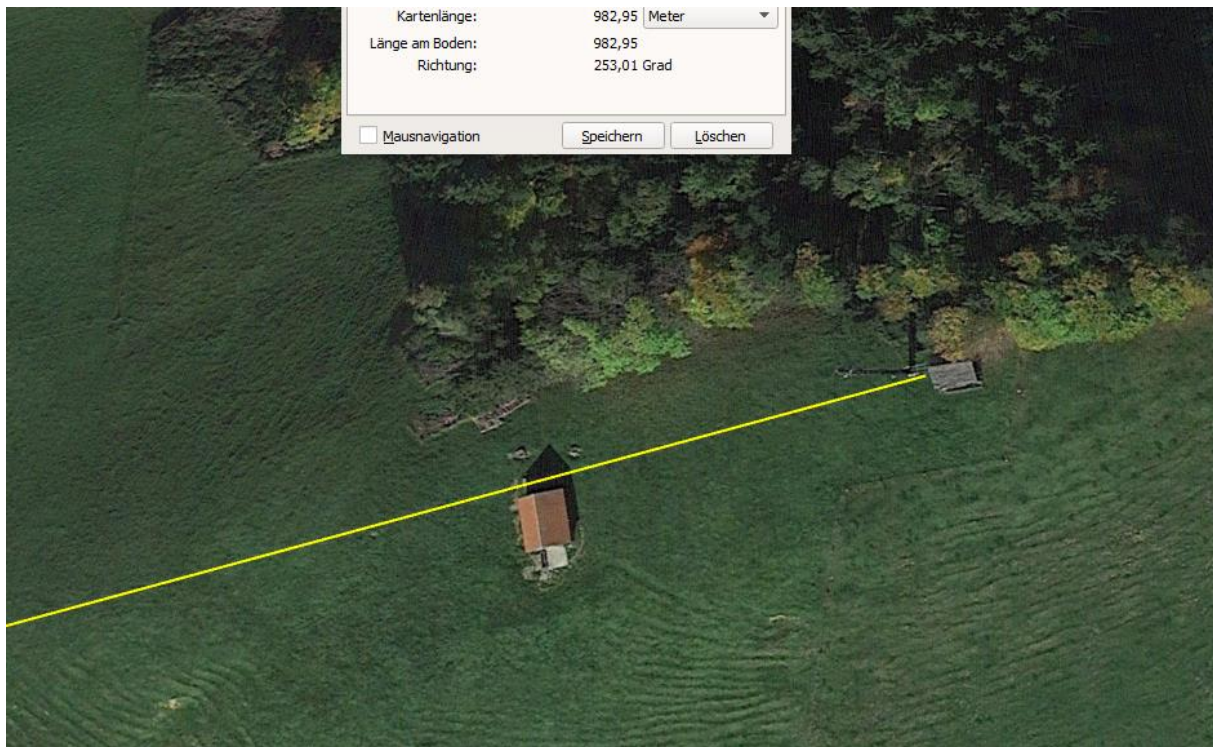 Kartenlänge: 982,95 Meter
Länge am Boden: 982,95
Richtung: 253,01 Grad
Mausnavigation Speichern Löschen